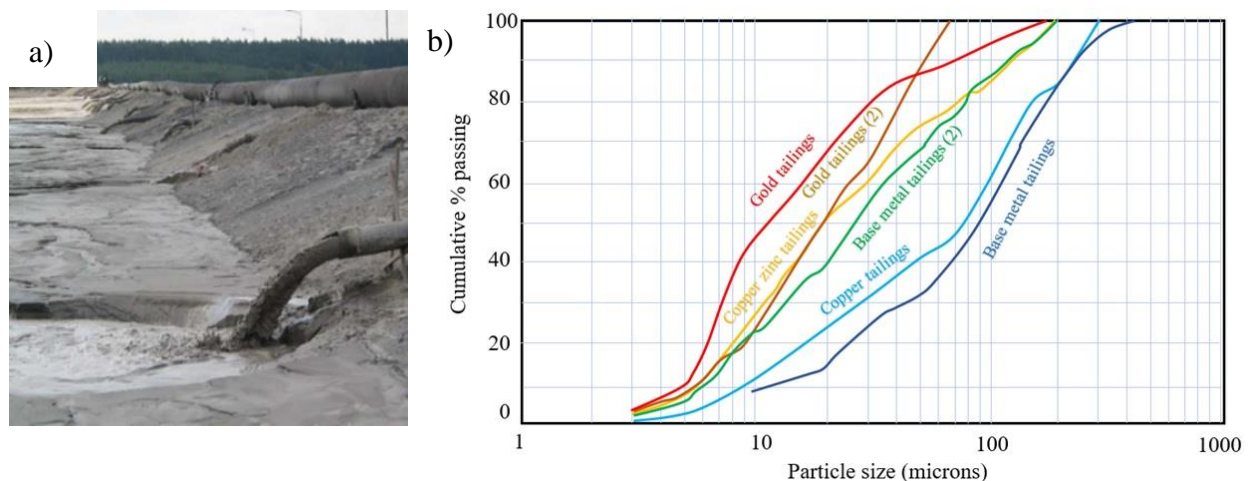 a)
b)
100
80
60
40
20
0
Cumulative % passing
Gold tailings
Gold tailings (2)
Copper zinc tailings
Base metal tailings (2)
Copper tailings
Base metal tailings
1
10
100
1000
Particle size (microns)